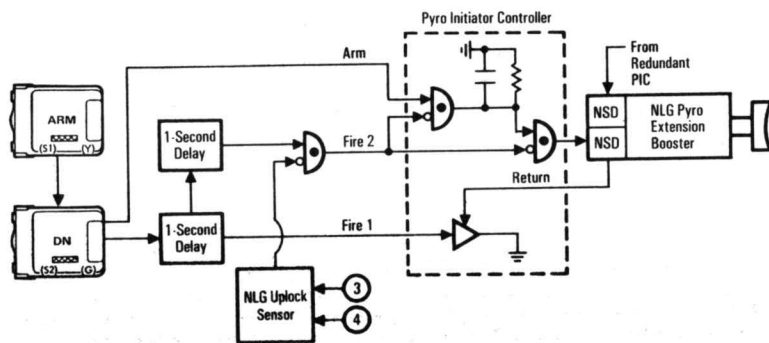 Pyro Initiator Controller
Arm
From
Redundant
PIC
ARM
(S1) (Y)
1-Second
Delay
Fire 2
NSD
NSD
NLG Pyro
Extension
Booster
Return
DN
(S2) (G)
1-Second
Delay
Fire 1
NLG Uplock
Sensor
3
4